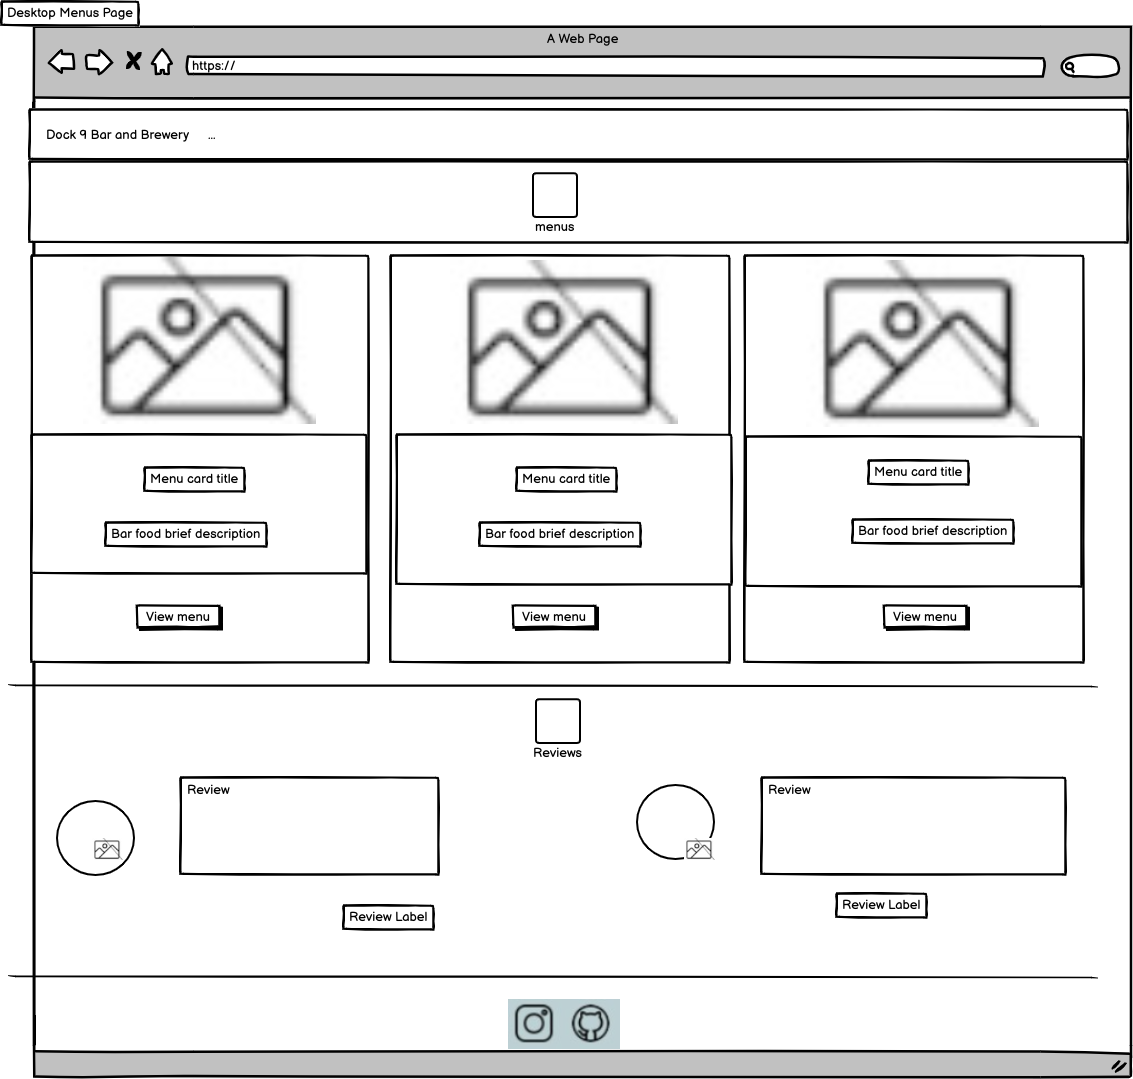 Desktop Menus Page
A Web Page
https://
Dock 9 Bar and Brewery ...
menus
Menu card title
Menu card title
Menu card title
Bar food brief description
Bar food brief description
Bar food brief description
View menu
View menu
View menu
Reviews
Review
Review
Review Label
Review Label